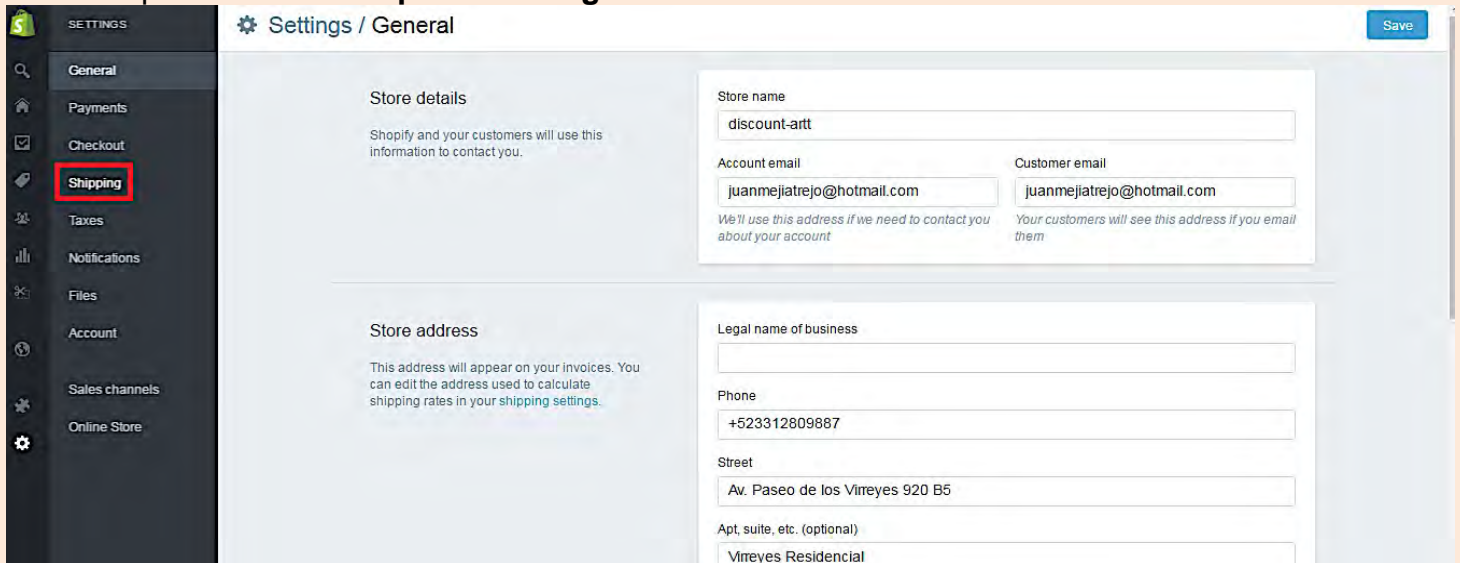 SETTINGS
Settings / General
Save
General
Payments
Checkout
Shipping
Taxes
Notifications
Files
Account
Sales channels
Online Store
Store details
Shopify and your customers will use this
information to contact you.
Store name
discount-artt
Account email
Customer email
juanmejiatrejo@hotmail.com
juanmejiatrejo@hotmail.com
We'll use this address if we need to contact you
about your account
Your customers will see this address if you email
them
Store address
This address will appear on your invoices. You
can edit the address used to calculate
shipping rates in your shipping settings.
Legal name of business
Phone
+523312809887
Street
Av. Paseo de los Virreyes 920 B5
Apt, suite, etc. (optional)
Virreyes Residencial